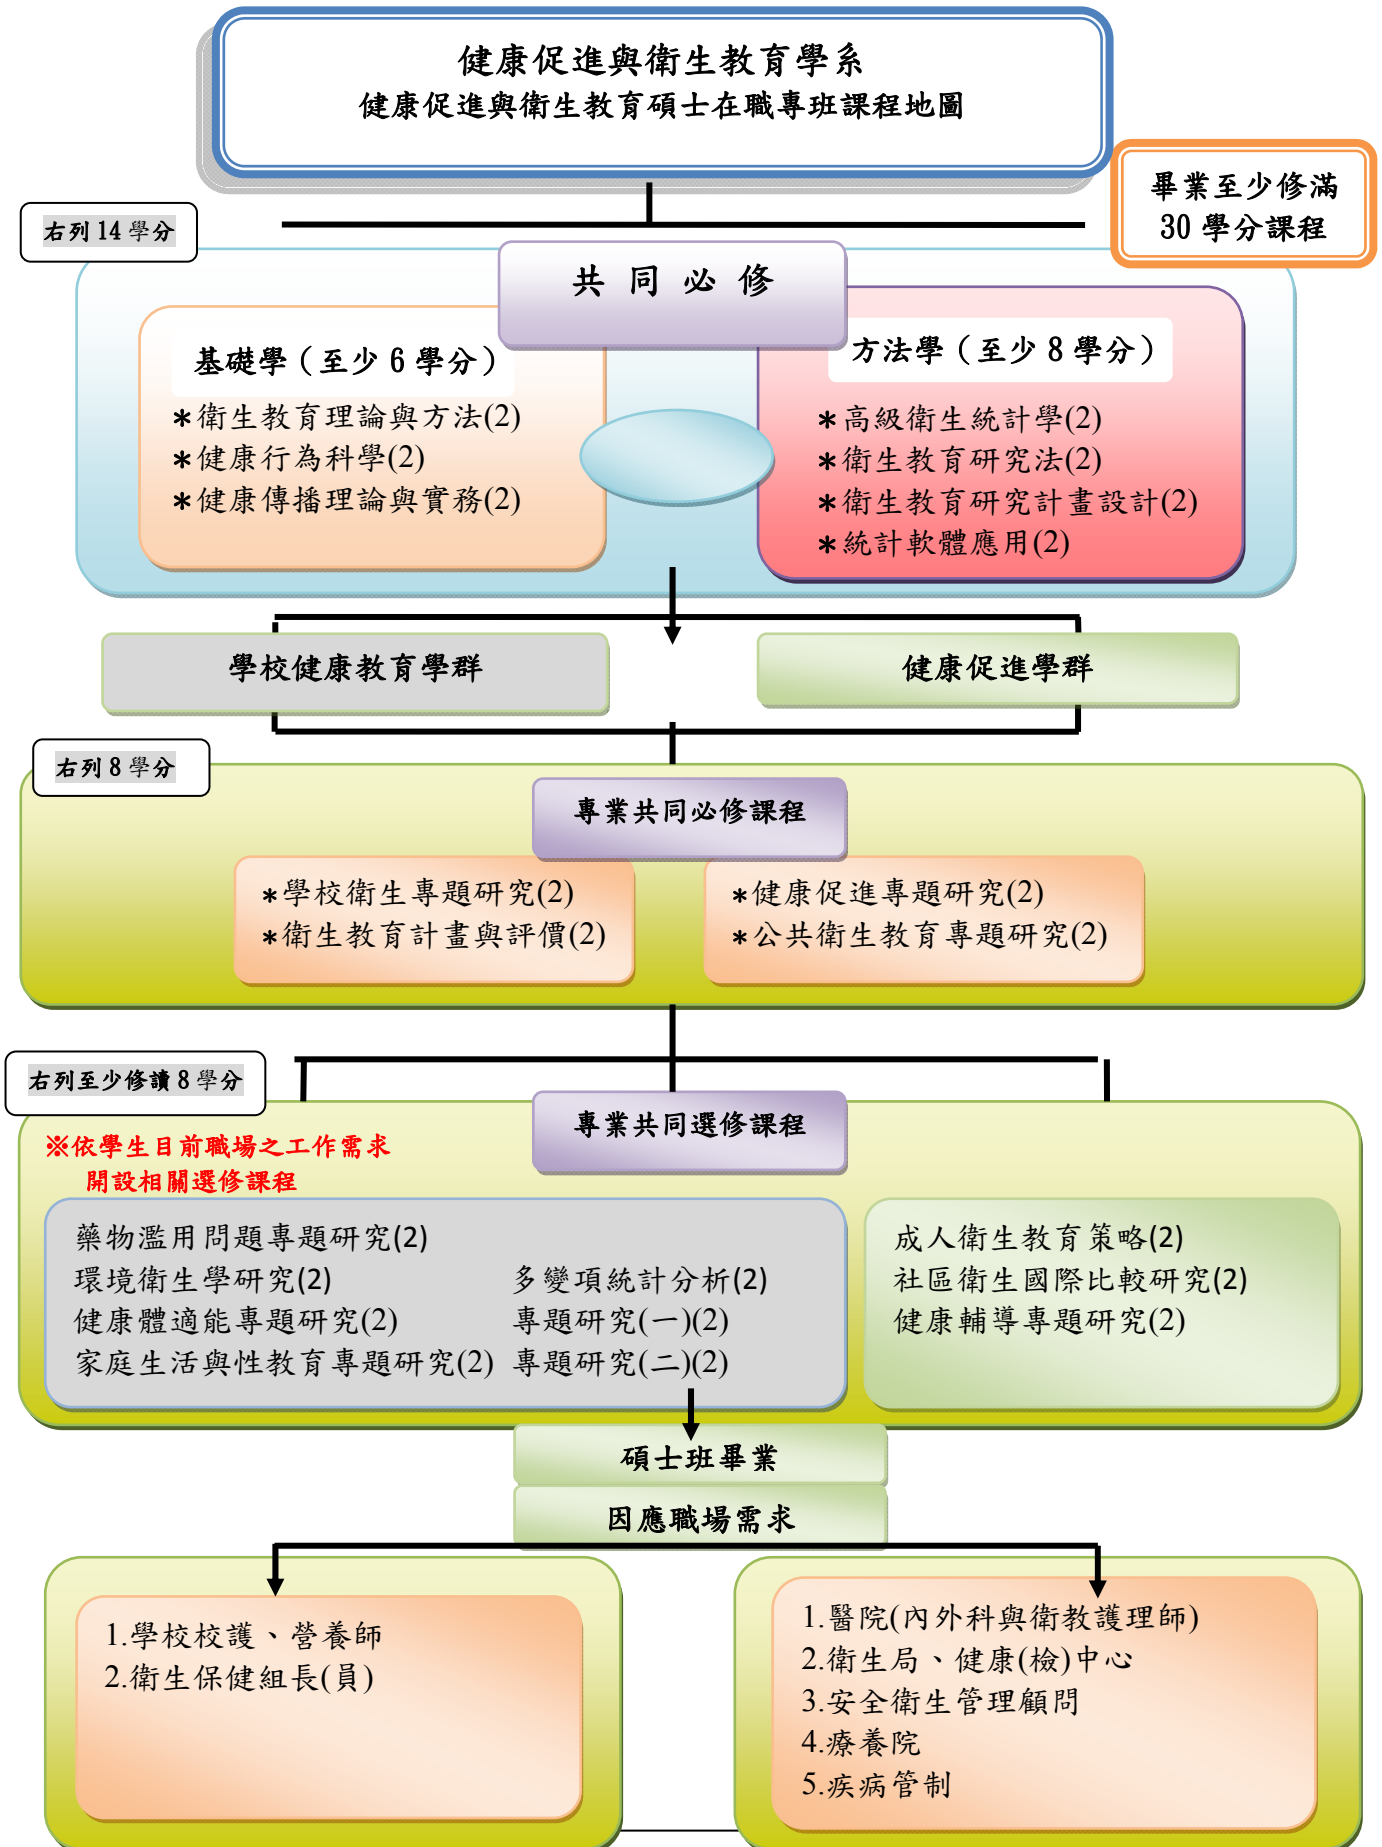 健康促進與衛生教育學系
健康促進與衛生教育碩士在職專班課程地圖
畢業至少修滿
30 學分課程
右列 14 學分
共 同 必 修
基礎學（至少 6 學分）
*衛生教育理論與方法(2)
*健康行為科學(2)
*健康傳播理論與實務(2)
方法學（至少 8 學分）
*高級衛生統計學(2)
*衛生教育研究法(2)
*衛生教育研究計畫設計(2)
*統計軟體應用(2)
學校健康教育學群
健康促進學群
右列 8 學分
專業共同必修課程
*學校衛生專題研究(2)
*衛生教育計畫與評價(2)
*健康促進專題研究(2)
*公共衛生教育專題研究(2)
右列至少修讀 8 學分
專業共同選修課程
※依學生目前職場之工作需求
開設相關選修課程
藥物濫用問題專題研究(2)
環境衛生學研究(2) 多變項統計分析(2)
健康體適能專題研究(2) 專題研究(一)(2)
家庭生活與性教育專題研究(2) 專題研究(二)(2)
成人衛生教育策略(2)
社區衛生國際比較研究(2)
健康輔導專題研究(2)
碩士班畢業
因應職場需求
1.學校校護、營養師
2.衛生保健組長(員)
1.醫院(內外科與衛教護理師)
2.衛生局、健康(檢)中心
3.安全衛生管理顧問
4.療養院
5.疾病管制